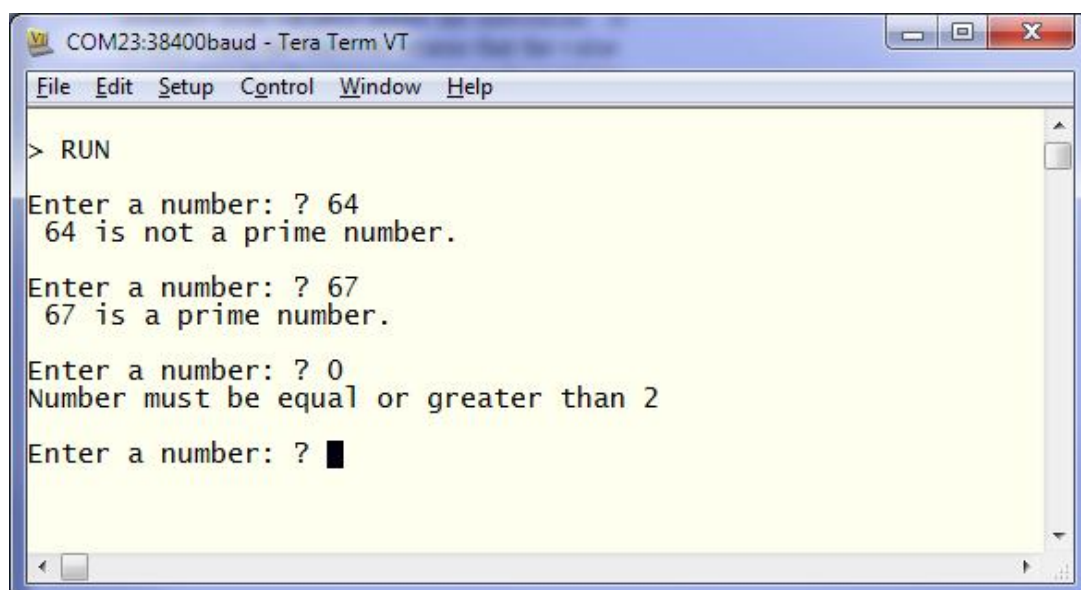 COM23:38400baud - Tera Term VT
File Edit Setup Control Window Help
> RUN
Enter a number: ? 64
64 is not a prime number.
Enter a number: ? 67
67 is a prime number.
Enter a number: ? 0
Number must be equal or greater than 2
Enter a number: ?